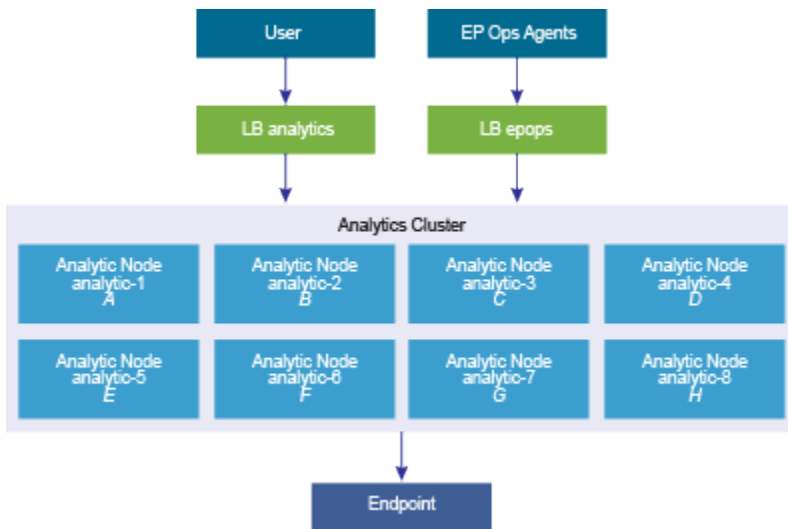 User
EP Ops Agents
LB analytics
LB epops
Analytics Cluster
Analytic Node
analytic-1
A
Analytic Node
analytic-2
B
Analytic Node
analytic-3
C
Analytic Node
analytic-4
D
Analytic Node
analytic-5
E
Analytic Node
analytic-6
F
Analytic Node
analytic-7
G
Analytic Node
analytic-8
H
Endpoint